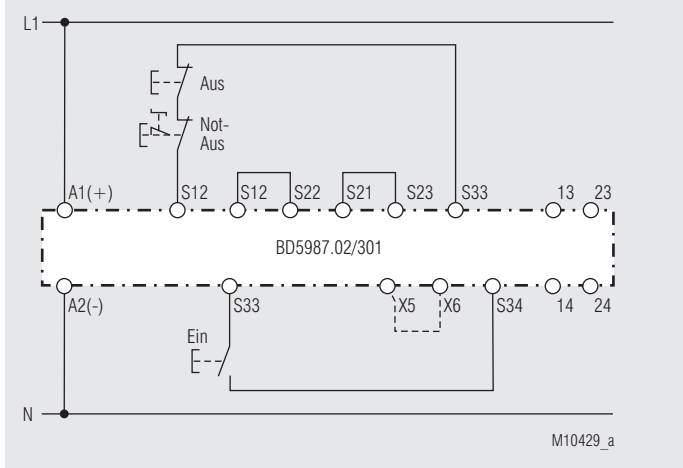 L1
Aus
Not-
Aus
A1(+)
S12
S12
S22
S21
S23
S33
13
23
BD5987.02/301
A2(-)
S33
X5
X6
S34
14
24
Ein
N
M10429_a